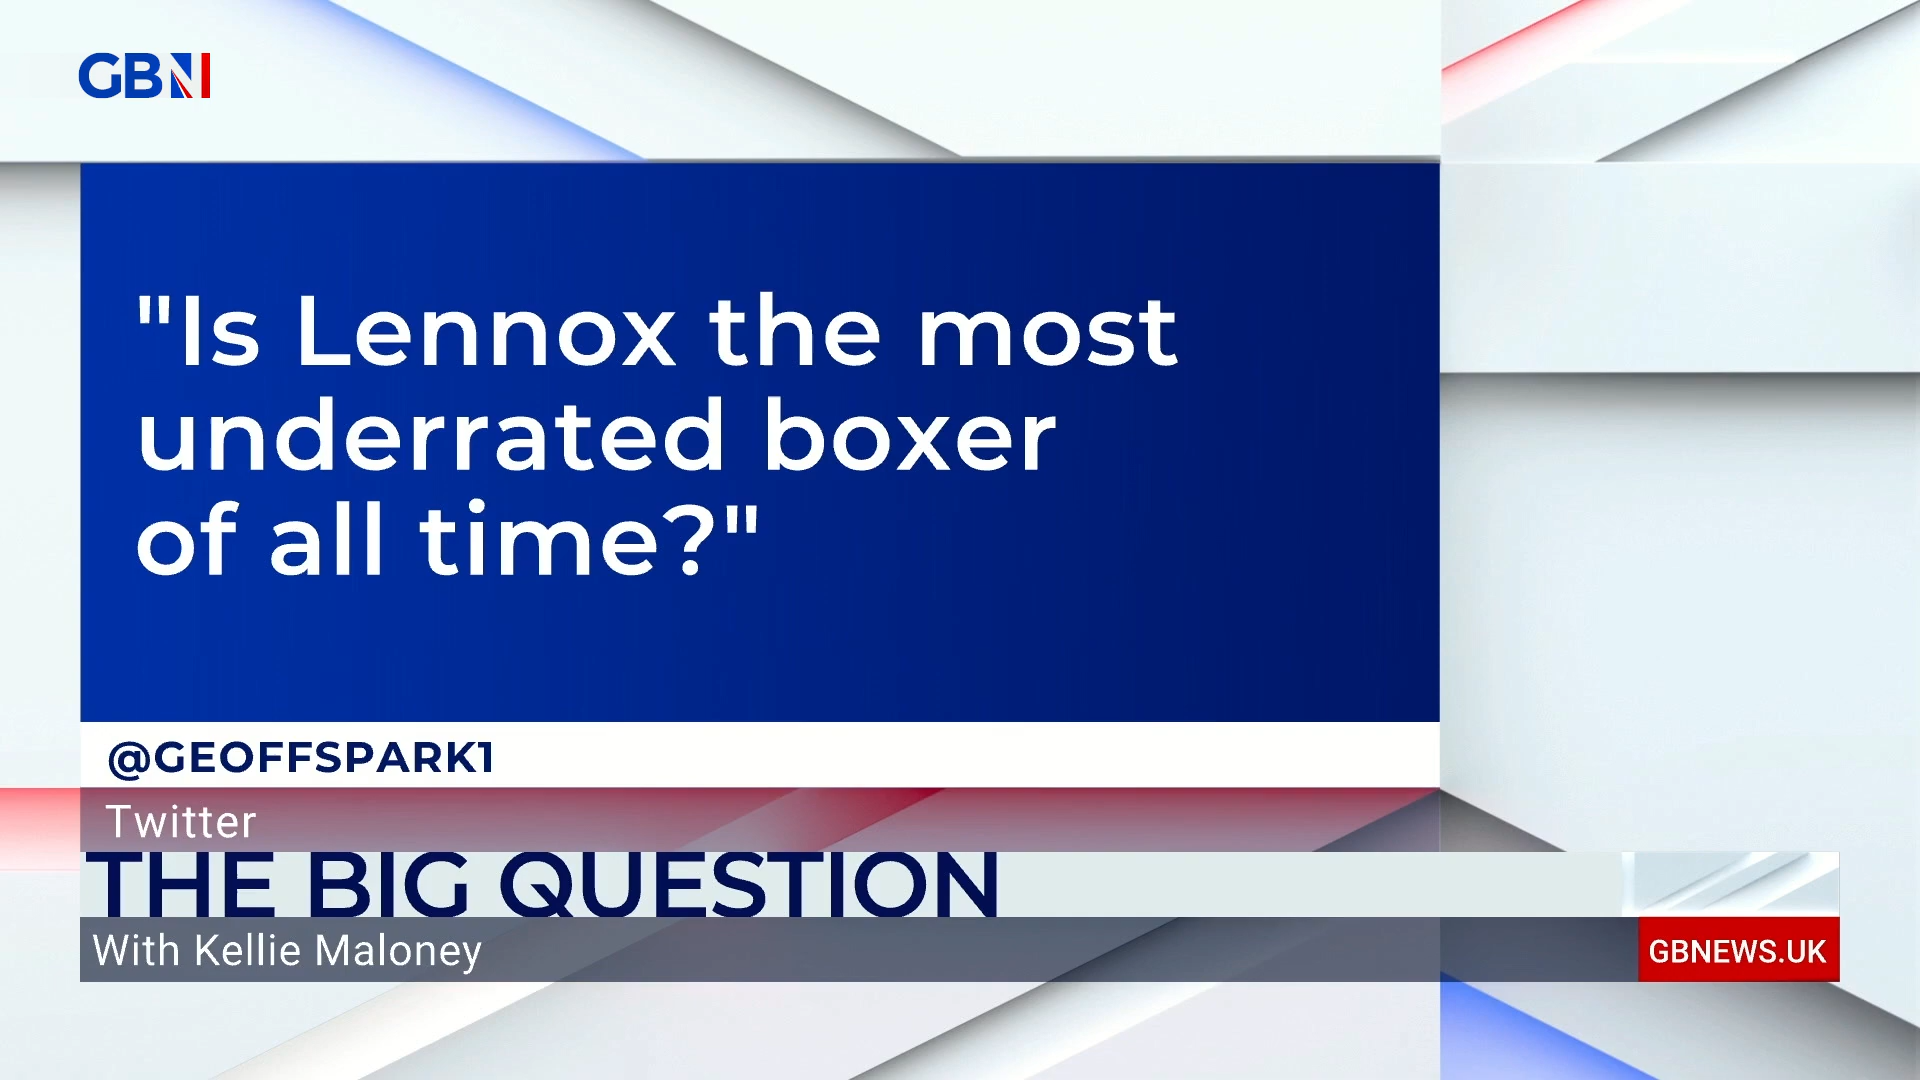 GBN
"Is Lennox the most
underrated boxer
of all time?"
@GEOFFSPARK1
Twitter
THE BIG QUESTION
With Kellie Maloney
GBNEWS.UK